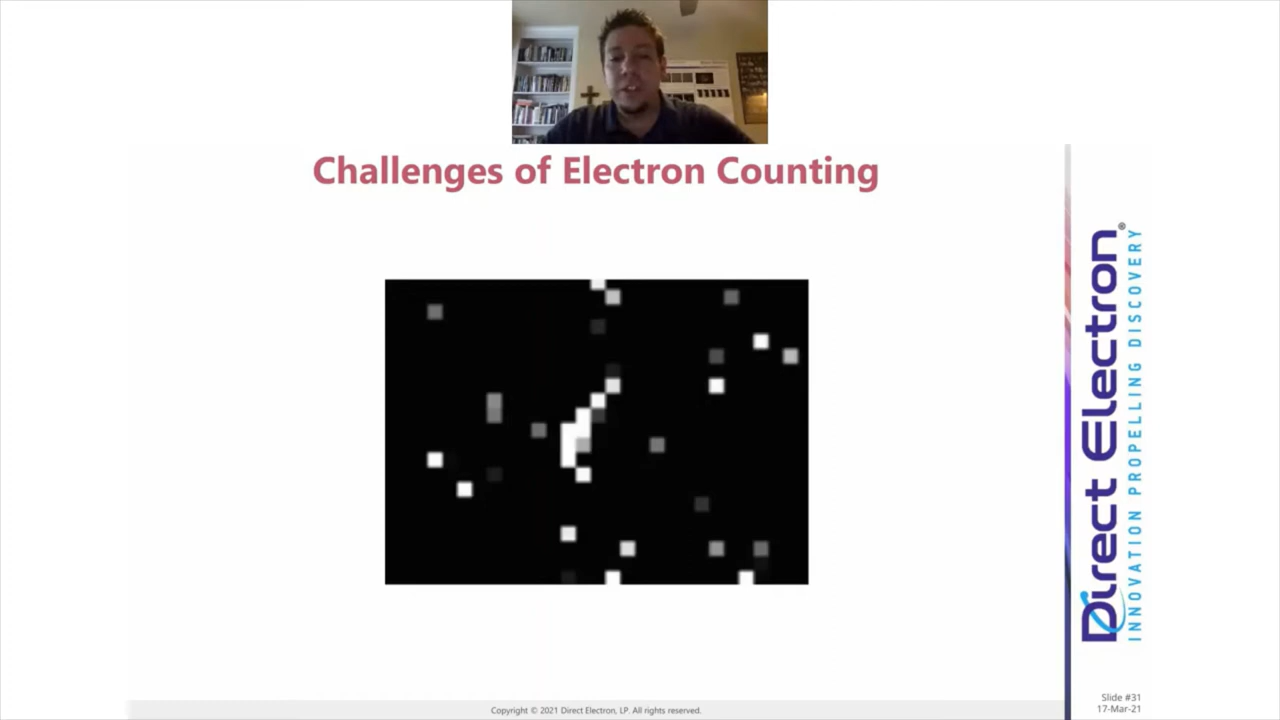 Challenges of Electron Counting
Direct Electron®
INNOVATION PROPELLING DISCOVERY
Slide #31
17-Mar-21
Copyright © 2021 Direct Electron, LP. All rights reserved.